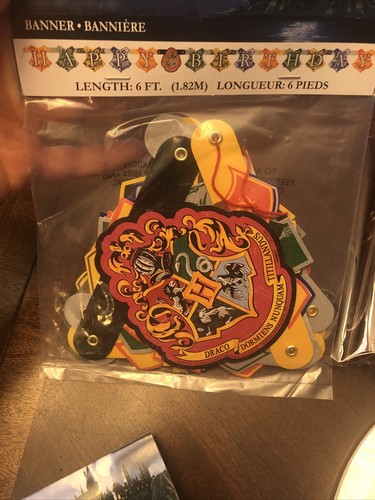 BANNER • BANNIÈRE
HAPPY BIRTHDAY
LENGTH: 6 FT. (1.82M) LONGUEUR: 6 PIEDS
H
DRACO DORMIENS NUNQUAM TITILLANDUS